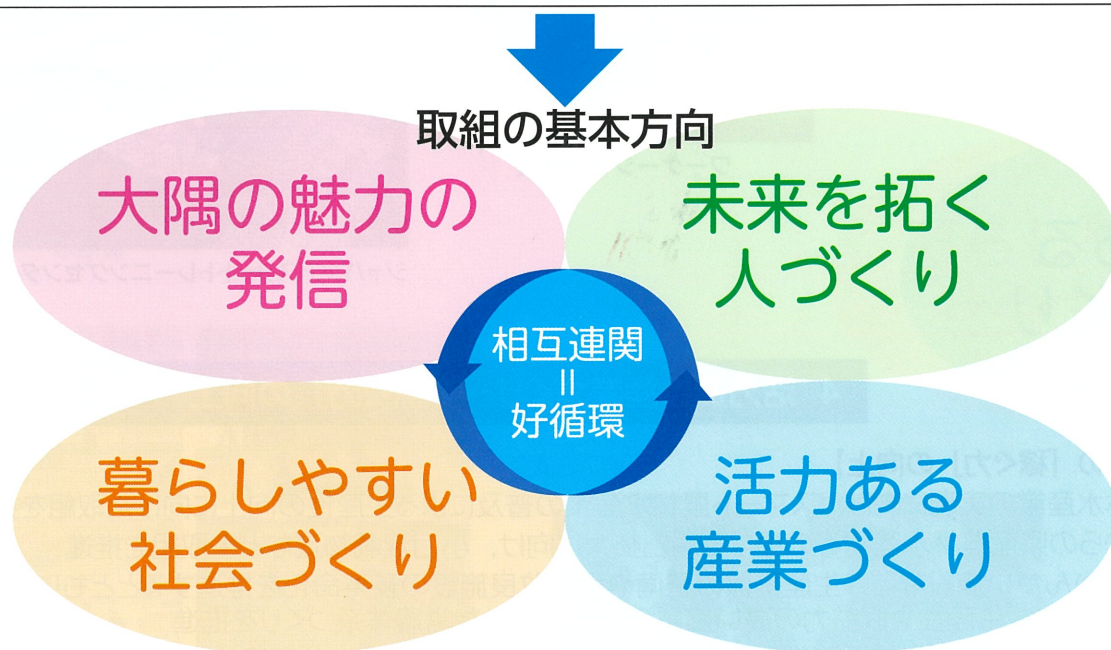 取組の基本方向
大隅の魅力の
発信
未来を拓く
人づくり
相互連関
=
好循環
暮らしやすい
社会づくり
活力ある
産業づくり